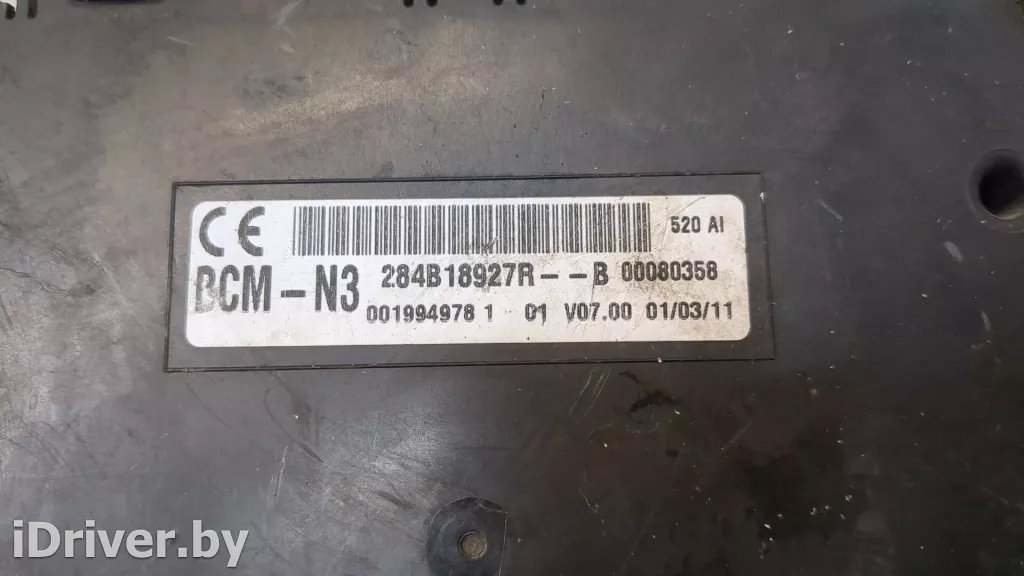 CE 520 AI
BCM - N3 284B18927R--B 00080358
001994978 1 01 V07.00 01/03/11
iDriver.by